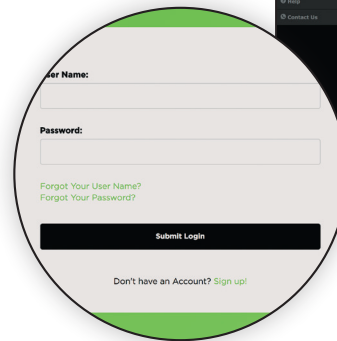 Help
Contact Us
User Name:
Password:
Forgot Your User Name?
Forgot Your Password?
Submit Login
Don't have an Account? Sign up!